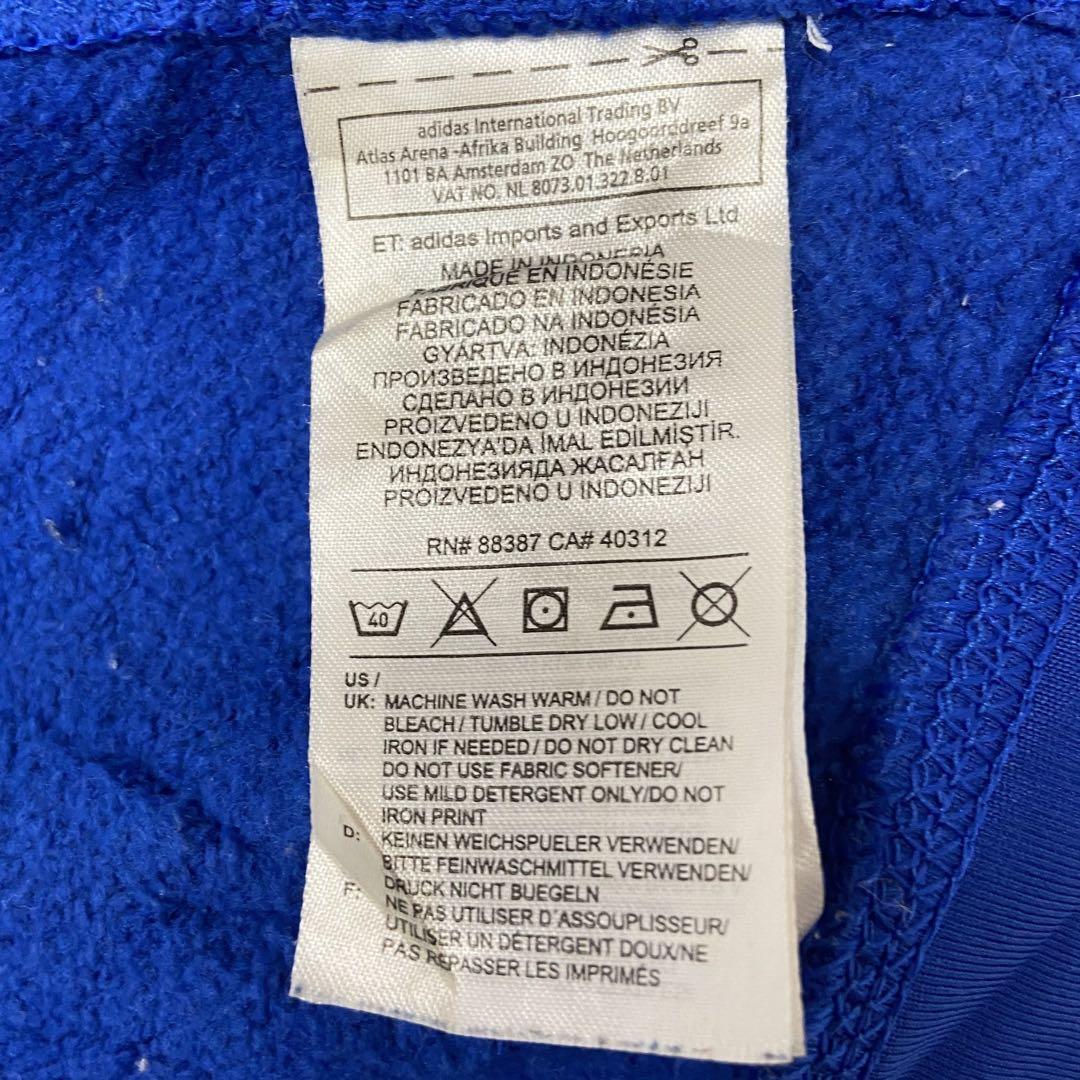 adidas International Trading BV
Atlas Arena -Afrika Building Hoogoorddreef 9a
1101 BA Amsterdam ZO The Netherlands
VAT NO. NL 8073.01.322.B.01
ET: adidas Imports and Exports Ltd
MADE IN INDONESIA
EN INDONÉSIE
FABRICADO EN INDONESIA
FABRICADO NA INDONÉSIA
GYÁRTVA: INDONÉZIA
ПРОИЗВЕДЕНО В ИНДОНЕЗИЯ
СДЕЛАНО В ИНДОНЕЗИИ
PROIZVEDENO U INDONEZIJI
ENDONEZYA'DA İMAL EDİLMİŞTİR.
ИНДОНЕЗИЯДА ЖАСАЛҒАН
PROIZVEDENO U INDONEZIJI
RN# 88387 CA# 40312
40
US /
UK: MACHINE WASH WARM / DO NOT
BLEACH / TUMBLE DRY LOW / COOL
IRON IF NEEDED / DO NOT DRY CLEAN
DO NOT USE FABRIC SOFTENER/
USE MILD DETERGENT ONLY/DO NOT
IRON PRINT
D: KEINEN WEICHSPUELER VERWENDEN/
BITTE FEINWASCHMITTEL VERWENDEN/
DRUCK NICHT BUEGELN
F: NE PAS UTILISER D'ASSOUPLISSEUR/
UTILISER UN DÉTERGENT DOUX/NE
PAS REPASSER LES IMPRIMÉS